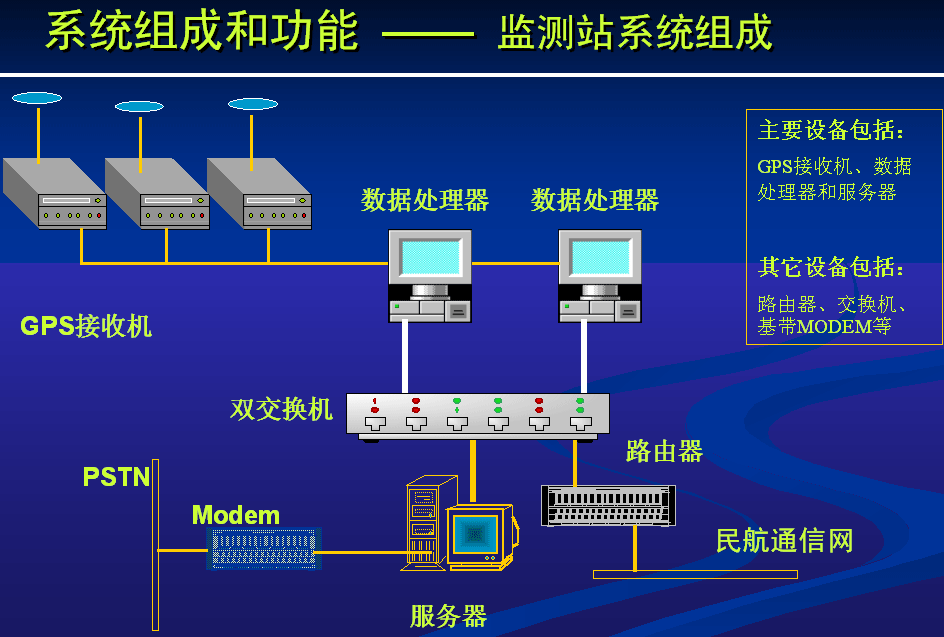 系统组成和功能 —— 监测站系统组成
主要设备包括：
GPS接收机、数据
处理器和服务器
其它设备包括：
路由器、交换机、
基带MODEM等
数据处理器
数据处理器
GPS接收机
双交换机
路由器
PSTN
Modem
民航通信网
服务器